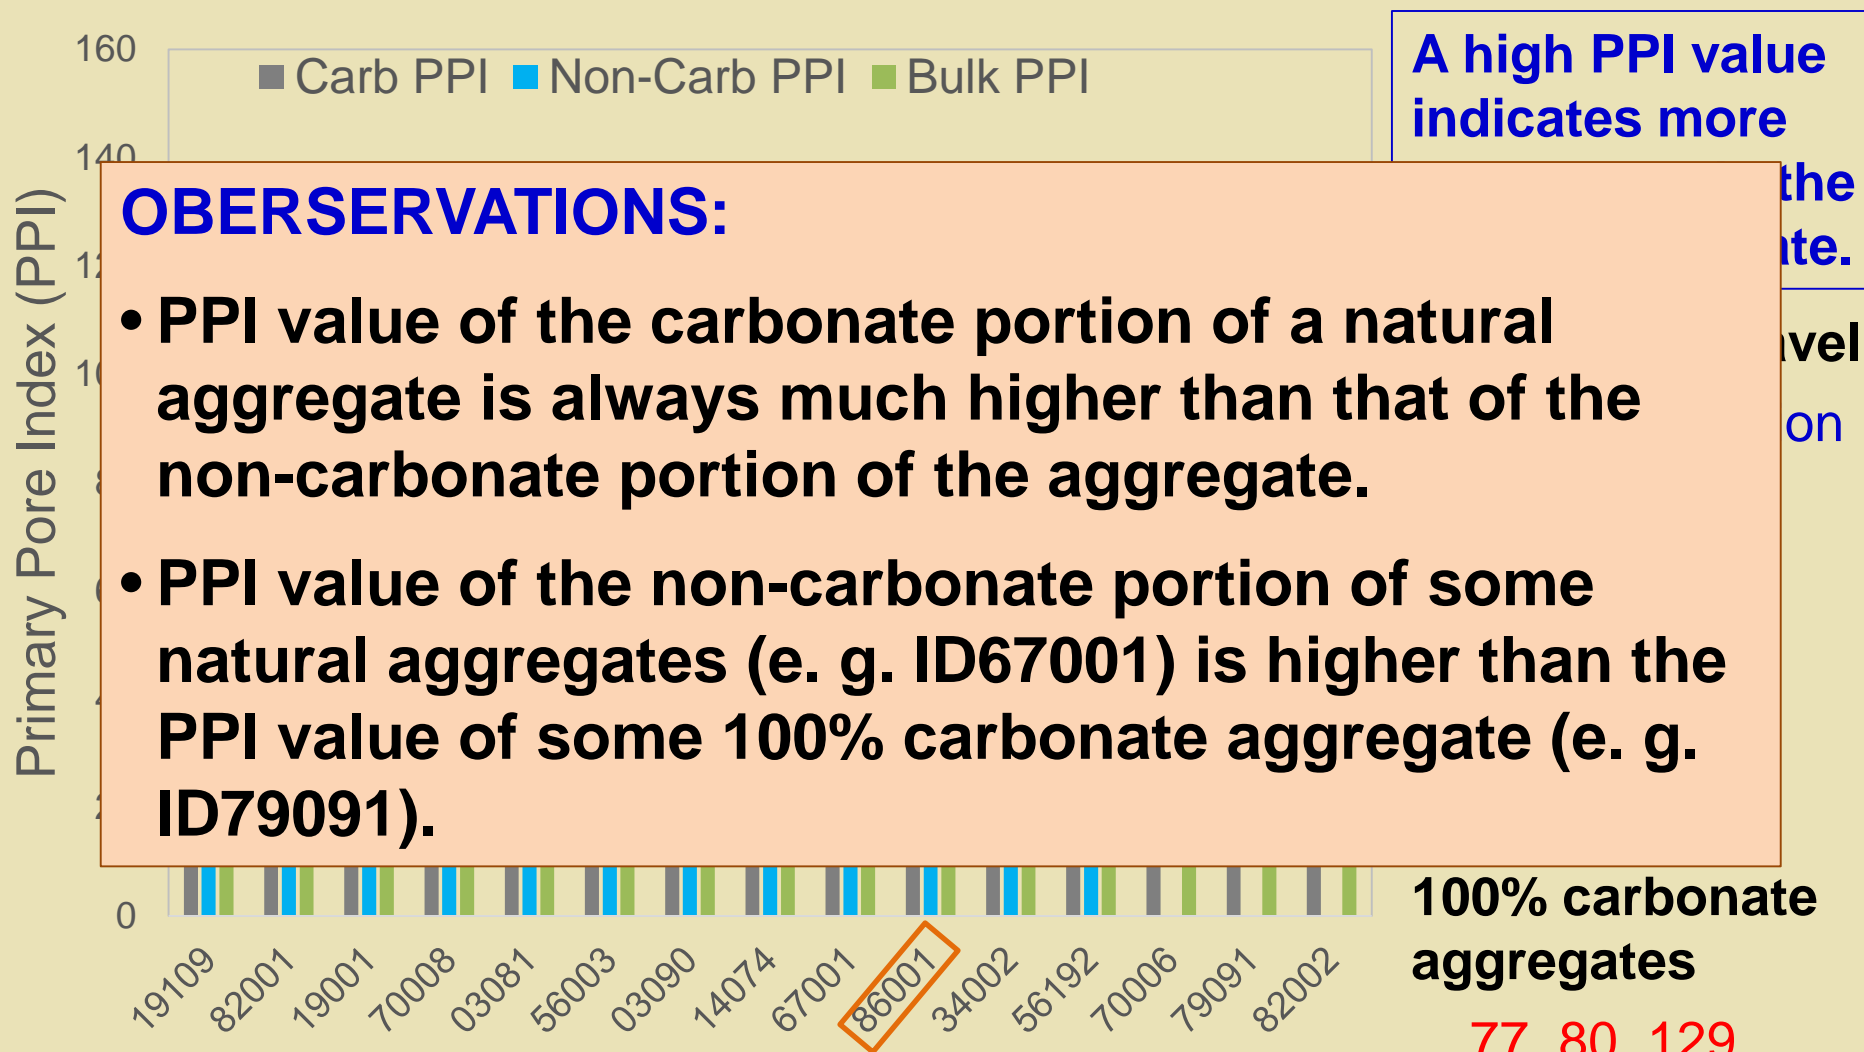 160
Carb PPI Non-Carb PPI Bulk PPI
140
Primary Pore Index (PPI)
0
19109 82001 19001 70008 03081 56003 03090 14074 67001 86001 34002 56192 70006 79091 82002
OBERSERVATIONS:
• PPI value of the carbonate portion of a natural
aggregate is always much higher than that of the
non-carbonate portion of the aggregate.
• PPI value of the non-carbonate portion of some
natural aggregates (e. g. ID67001) is higher than the
PPI value of some 100% carbonate aggregate (e. g.
ID79091).
A high PPI value
indicates more
the
on
100% carbonate
aggregates
77, 80, 129